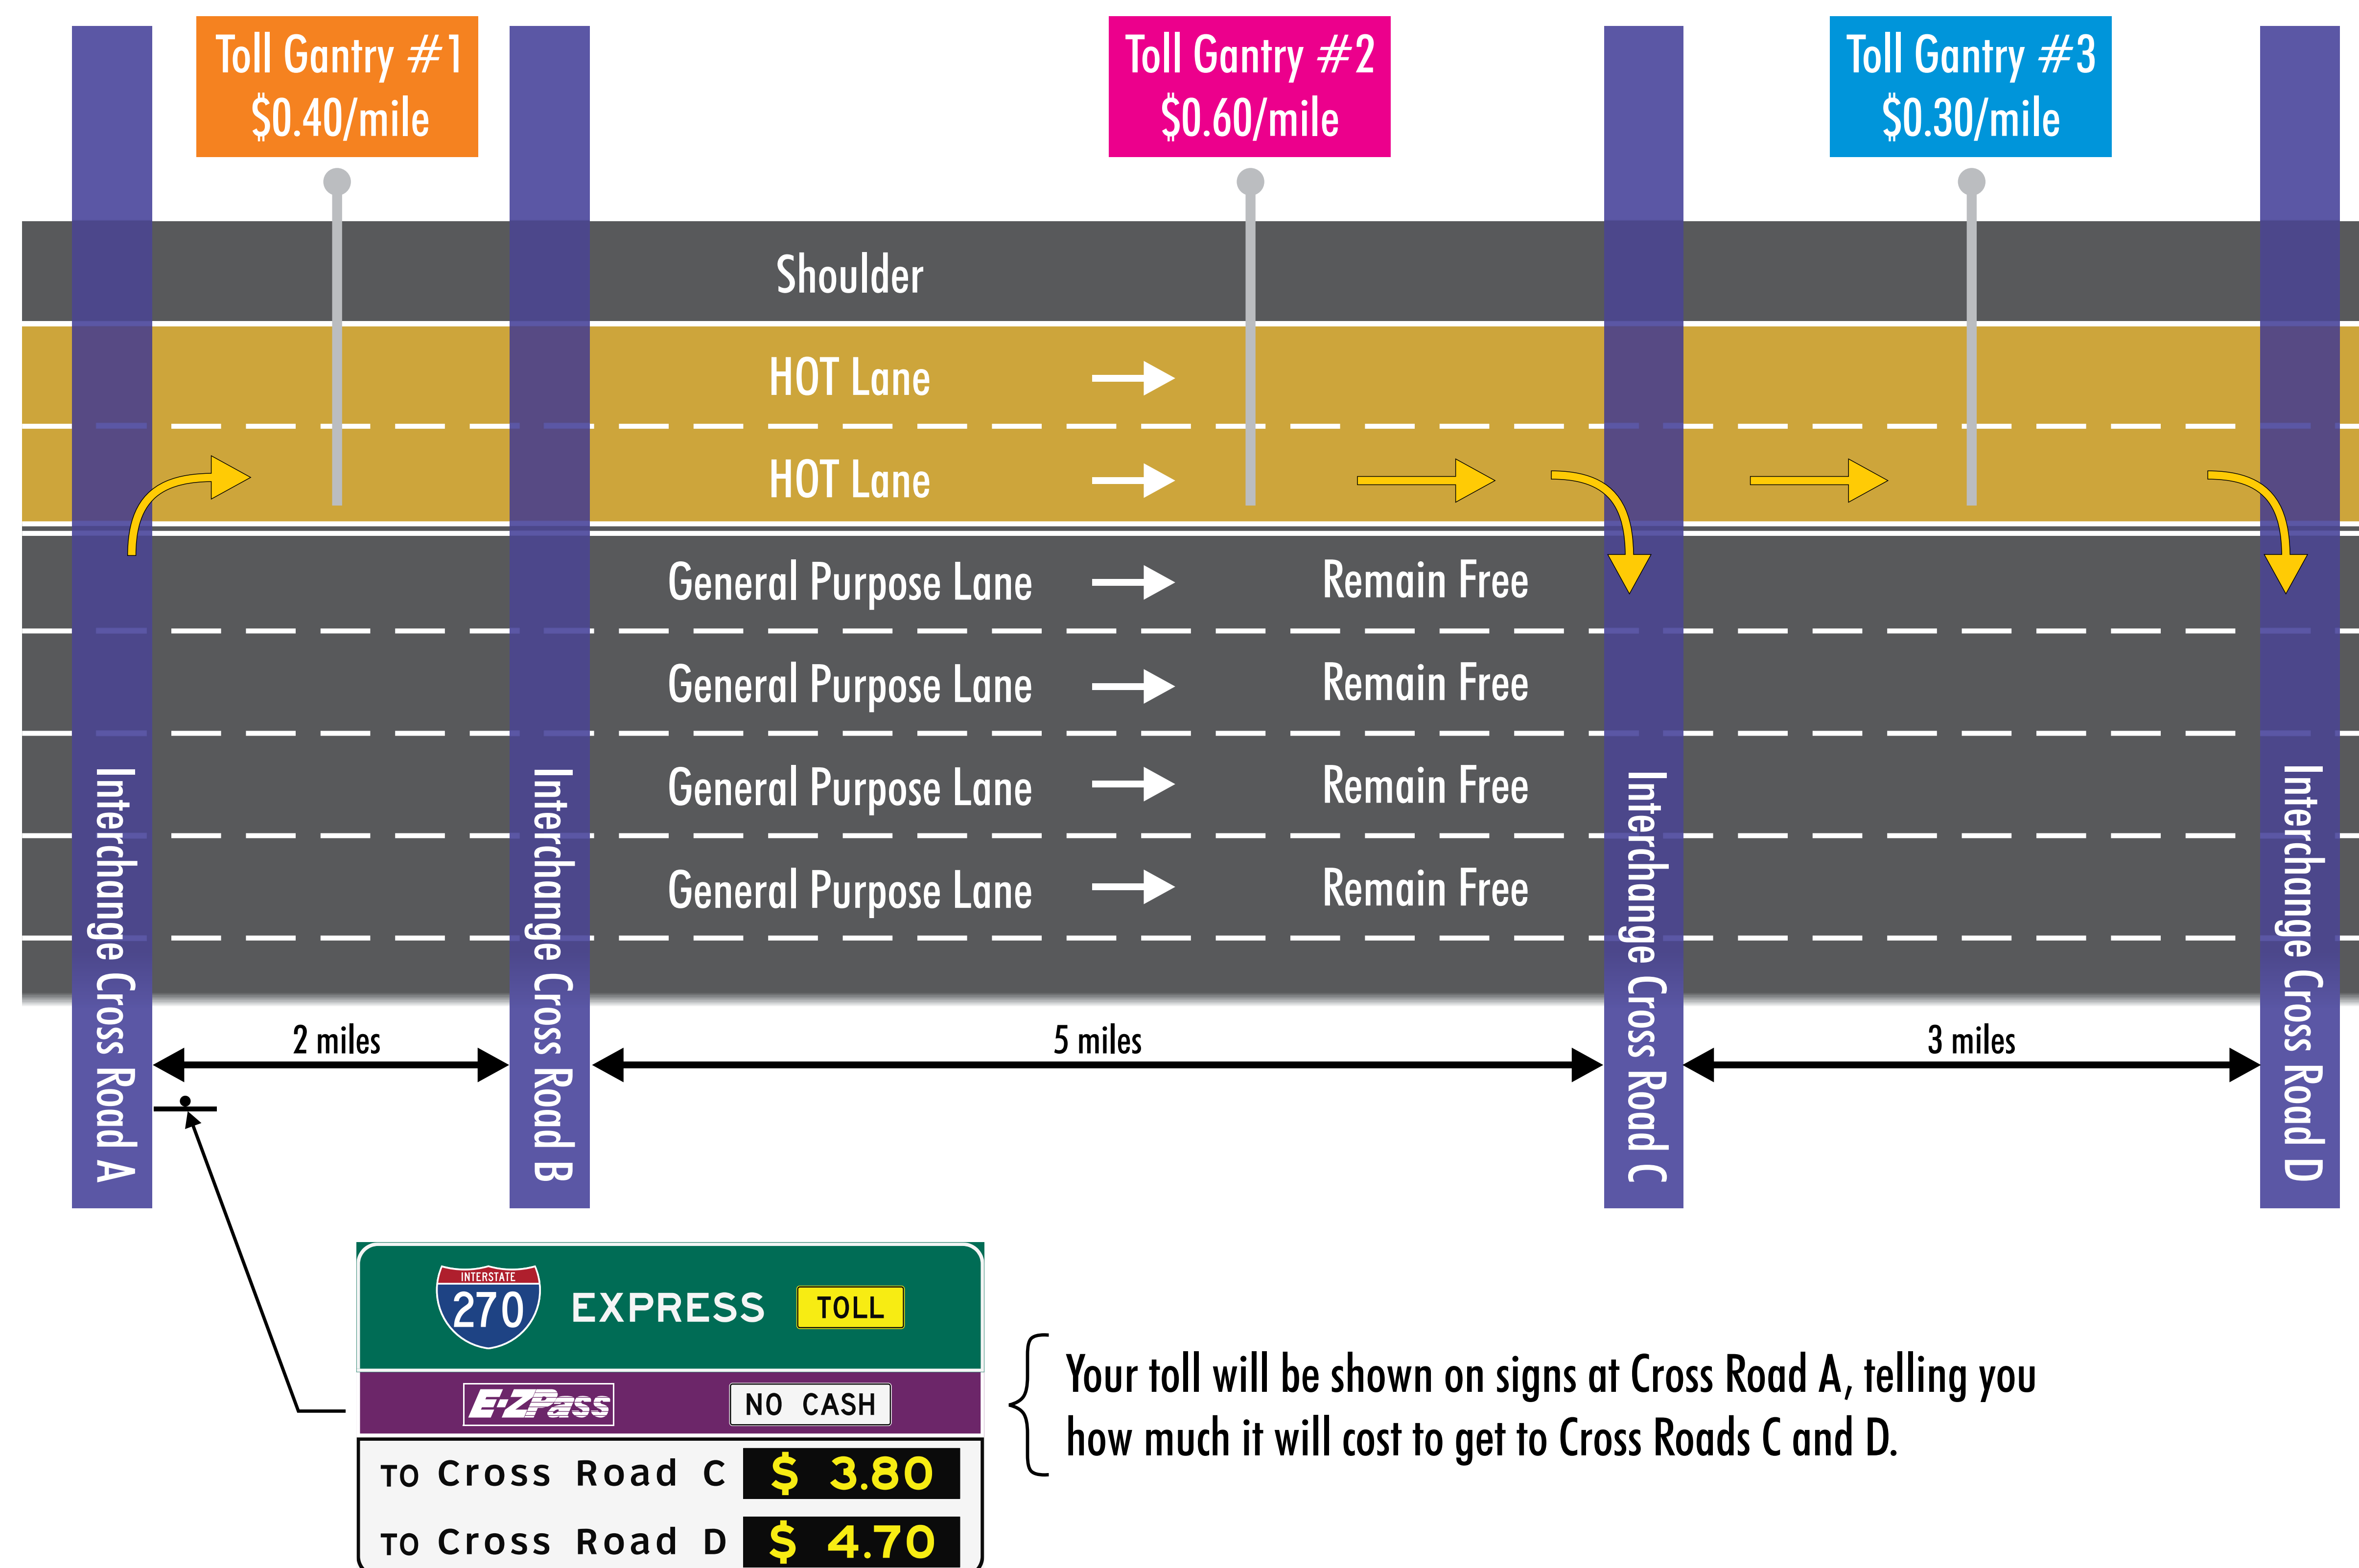 Toll Gantry #1
$0.40/mile
Toll Gantry #2
$0.60/mile
Toll Gantry #3
$0.30/mile
Shoulder
HOT Lane
HOT Lane
General Purpose Lane
Remain Free
General Purpose Lane
Remain Free
General Purpose Lane
Remain Free
General Purpose Lane
Remain Free
Interchange Cross Road A
Interchange Cross Road B
Interchange Cross Road C
Interchange Cross Road D
2 miles
5 miles
3 miles
INTERSTATE
270
EXPRESS
TOLL
E-ZPass
NO CASH
TO Cross Road C $ 3.80
TO Cross Road D $ 4.70
Your toll will be shown on signs at Cross Road A, telling you
how much it will cost to get to Cross Roads C and D.